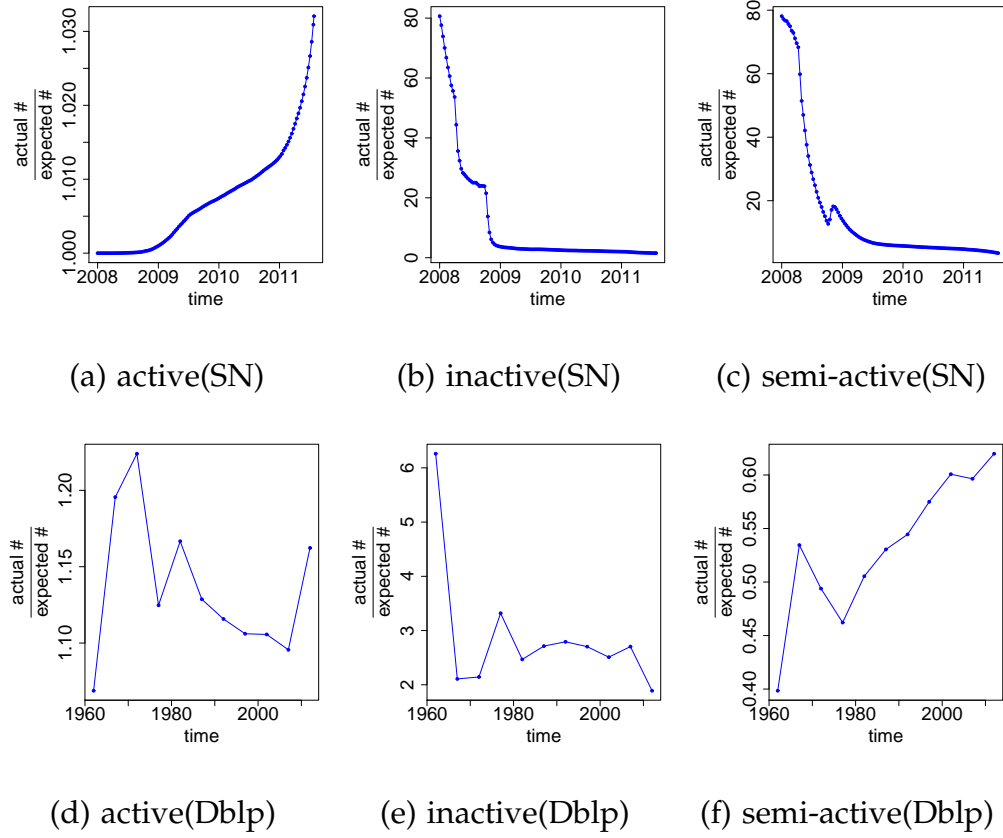 actual #
expected #
1.000
1.010
1.020
1.030
2008 2009 2010 2011
time
(a) active(SN)
actual #
expected #
0
20
40
60
80
2008 2009 2010 2011
time
(b) inactive(SN)
actual #
expected #
20
40
60
80
2008 2009 2010 2011
time
(c) semi-active(SN)
actual #
expected #
1.10
1.15
1.20
1960 1980 2000
time
(d) active(Dblp)
actual #
expected #
2
3
4
5
6
1960 1980 2000
time
(e) inactive(Dblp)
actual #
expected #
0.40
0.45
0.50
0.55
0.60
1960 1980 2000
time
(f) semi-active(Dblp)